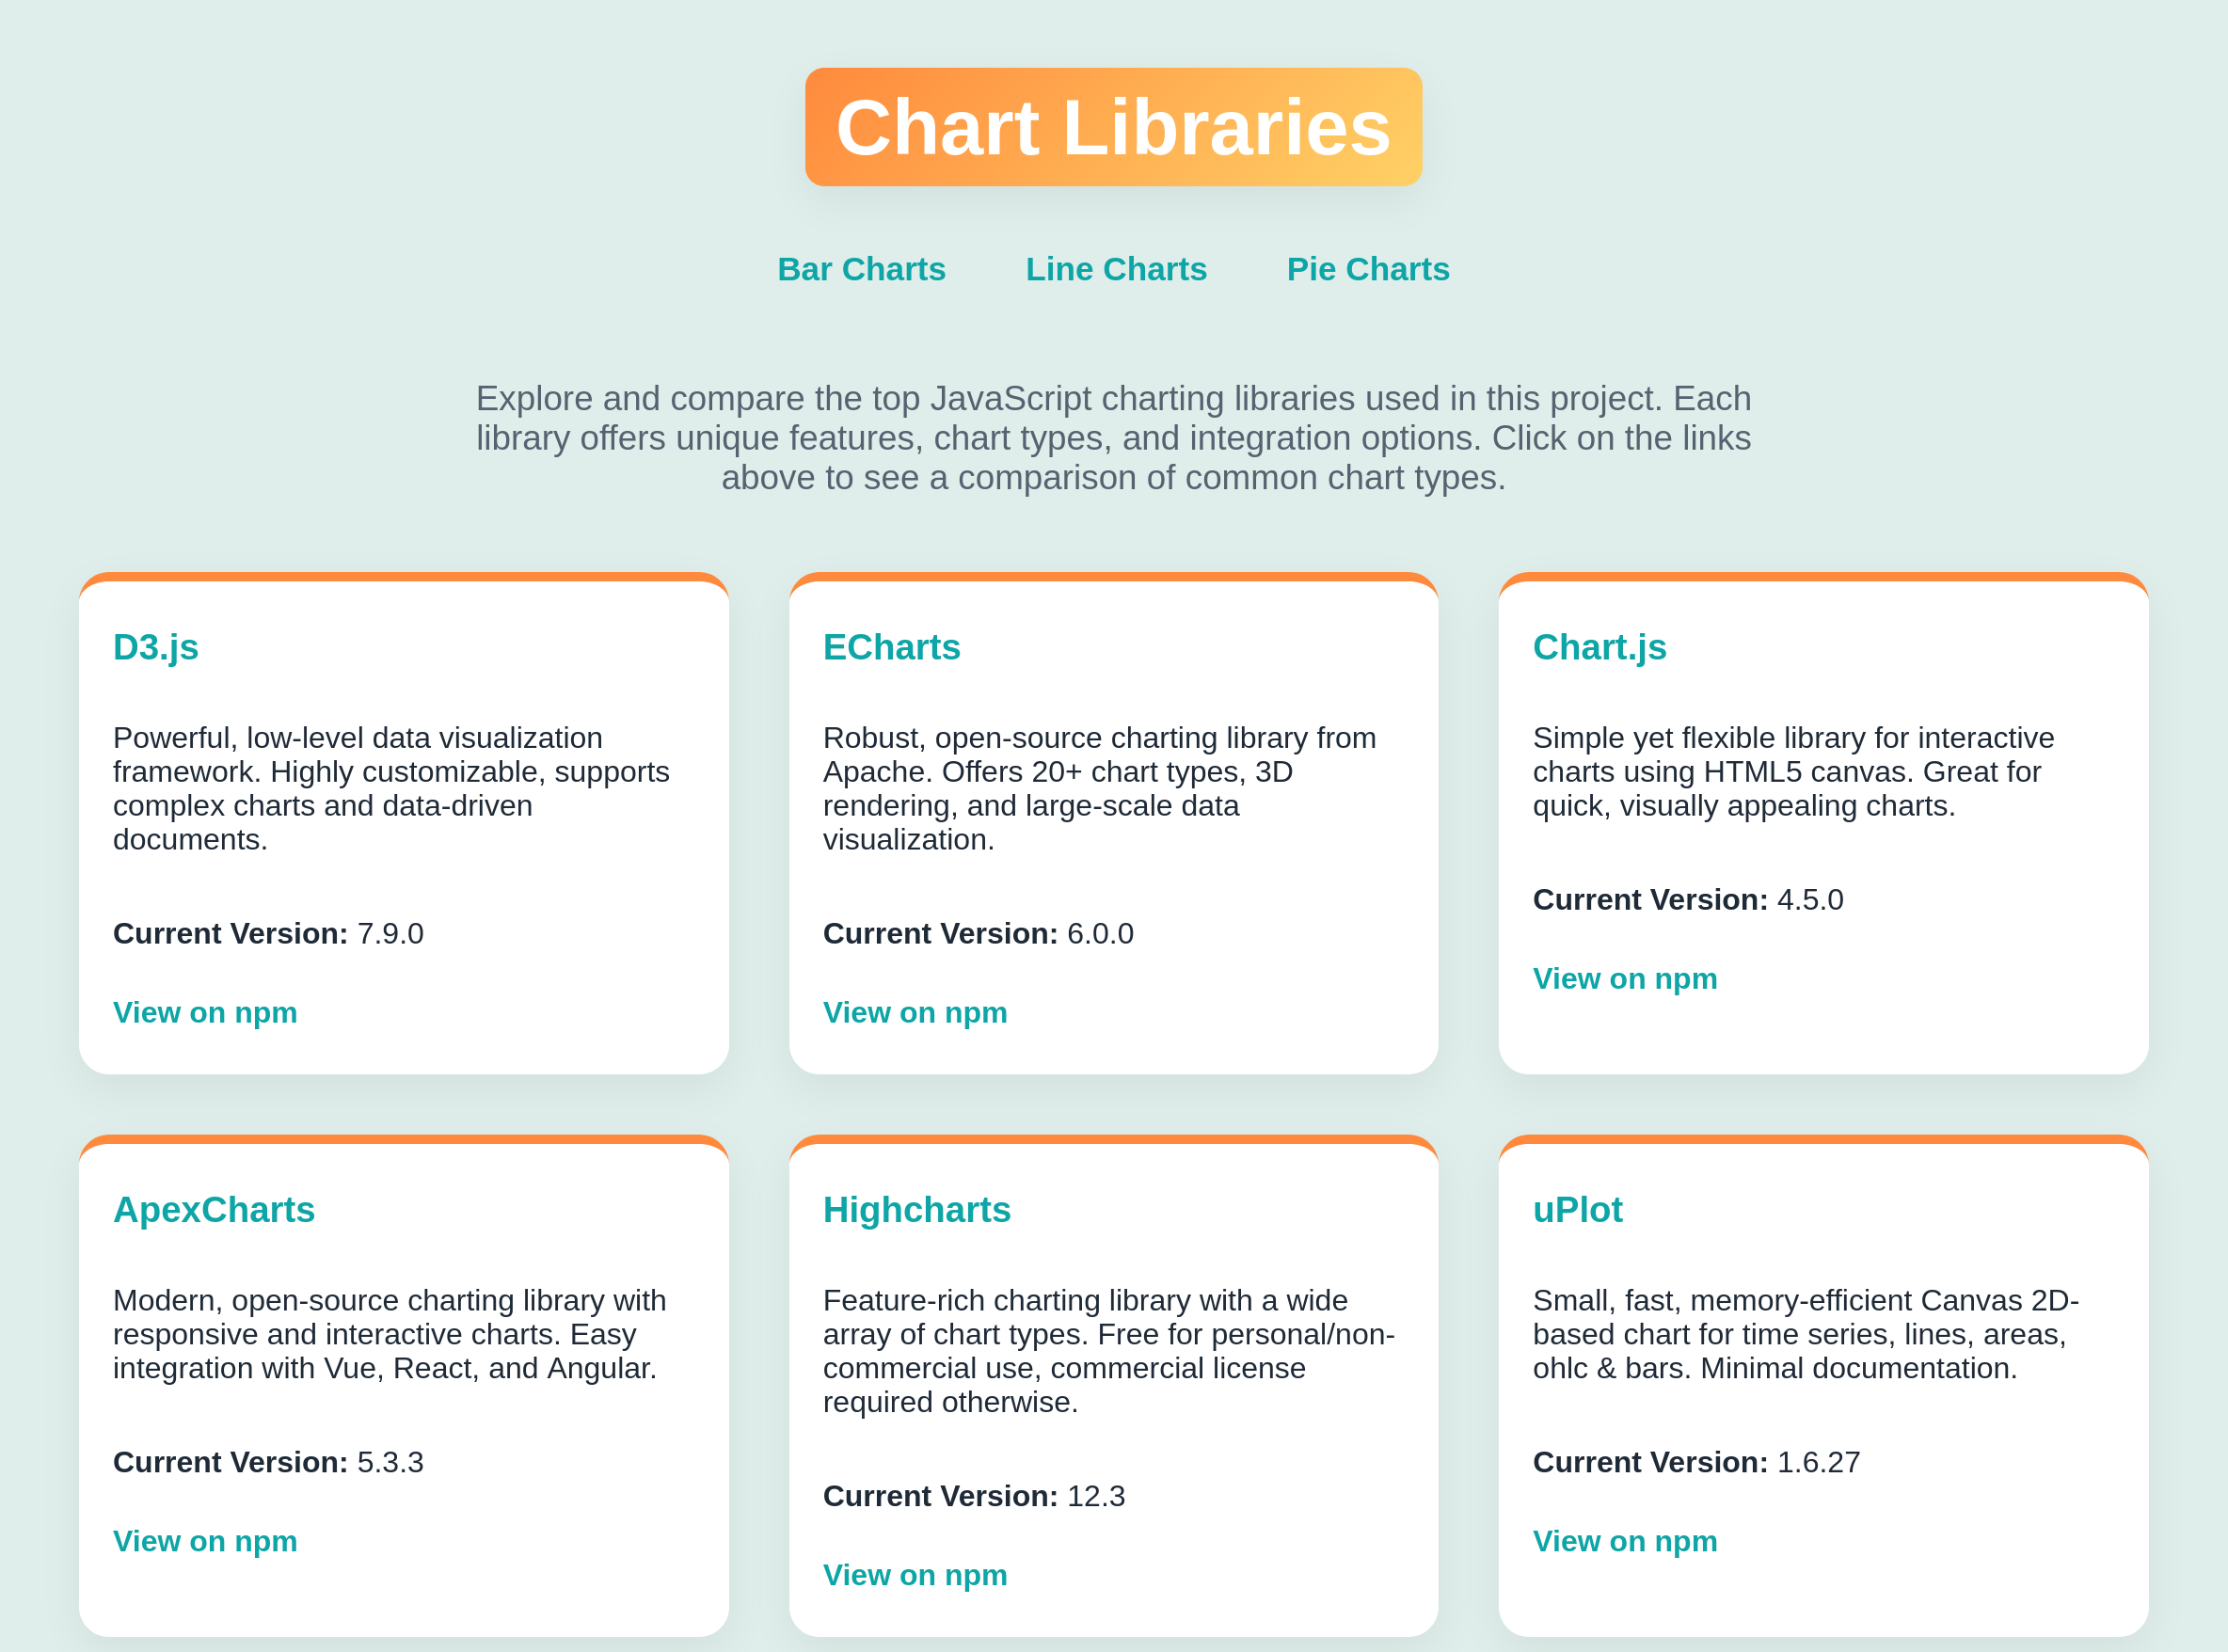 Chart Libraries
Bar Charts
Line Charts
Pie Charts
Explore and compare the top JavaScript charting libraries used in this project. Each
library offers unique features, chart types, and integration options. Click on the links
above to see a comparison of common chart types.
D3.js
Powerful, low-level data visualization
framework. Highly customizable, supports
complex charts and data-driven
documents.
Current Version: 7.9.0
View on npm
ECharts
Robust, open-source charting library from
Apache. Offers 20+ chart types, 3D
rendering, and large-scale data
visualization.
Current Version: 6.0.0
View on npm
Chart.js
Simple yet flexible library for interactive
charts using HTML5 canvas. Great for
quick, visually appealing charts.
Current Version: 4.5.0
View on npm
ApexCharts
Modern, open-source charting library with
responsive and interactive charts. Easy
integration with Vue, React, and Angular.
Current Version: 5.3.3
View on npm
Highcharts
Feature-rich charting library with a wide
array of chart types. Free for personal/non-
commercial use, commercial license
required otherwise.
Current Version: 12.3
View on npm
uPlot
Small, fast, memory-efficient Canvas 2D-
based chart for time series, lines, areas,
ohlc & bars. Minimal documentation.
Current Version: 1.6.27
View on npm